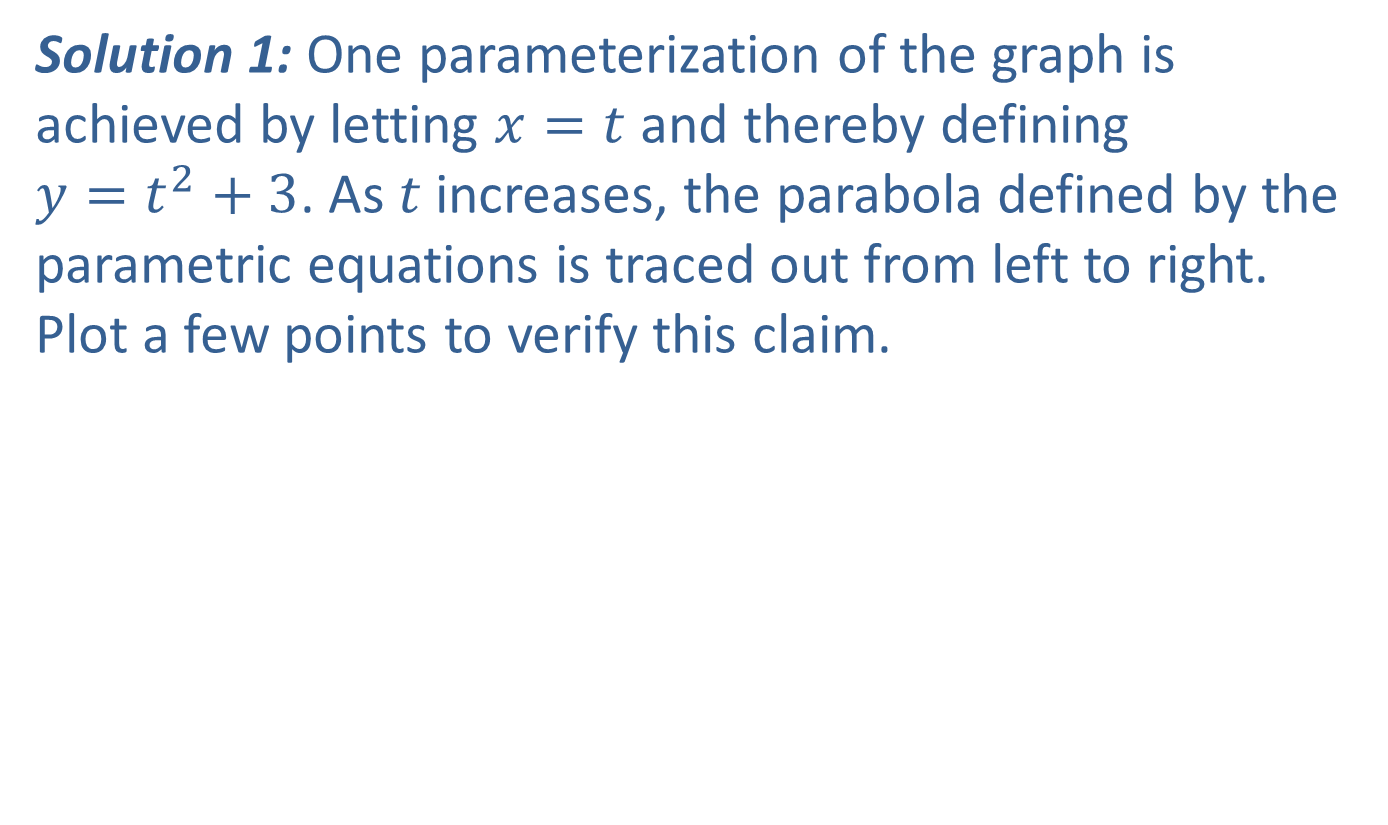 Solution 1: One parameterization of the graph is
achieved by letting x = t and thereby defining
y = t² + 3. As t increases, the parabola defined by the
parametric equations is traced out from left to right.
Plot a few points to verify this claim.